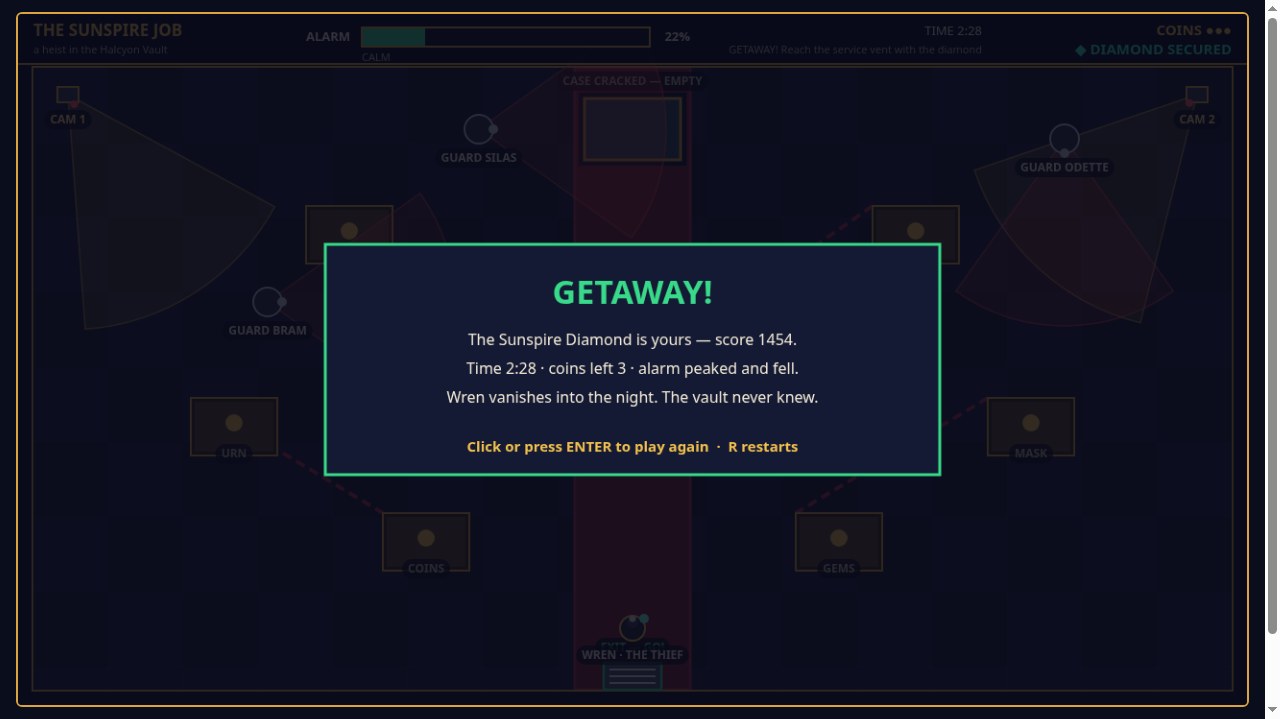 THE SUNSPIRE JOB
a heist in the Halcyon Vault
ALARM
22%
CALM
TIME 2:28
GETAWAY! Reach the service vent with the diamond
COINS ●●●
◆ DIAMOND SECURED
CASE CRACKED — EMPTY
CAM 1
CAM 2
GUARD SILAS
GUARD ODETTE
GUARD BRAM
GETAWAY!
The Sunspire Diamond is yours — score 1454.
Time 2:28 · coins left 3 · alarm peaked and fell.
Wren vanishes into the night. The vault never knew.
Click or press ENTER to play again · R restarts
URN
MASK
COINS
GEMS
WREN · THE THIEF